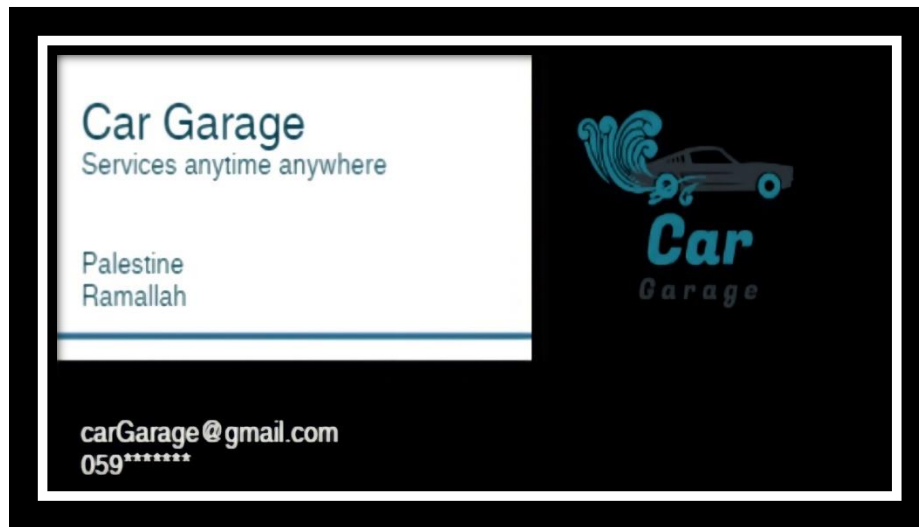 Car Garage
Services anytime anywhere
Palestine
Ramallah
carGarage@gmail.com
059*******
Car
Garage